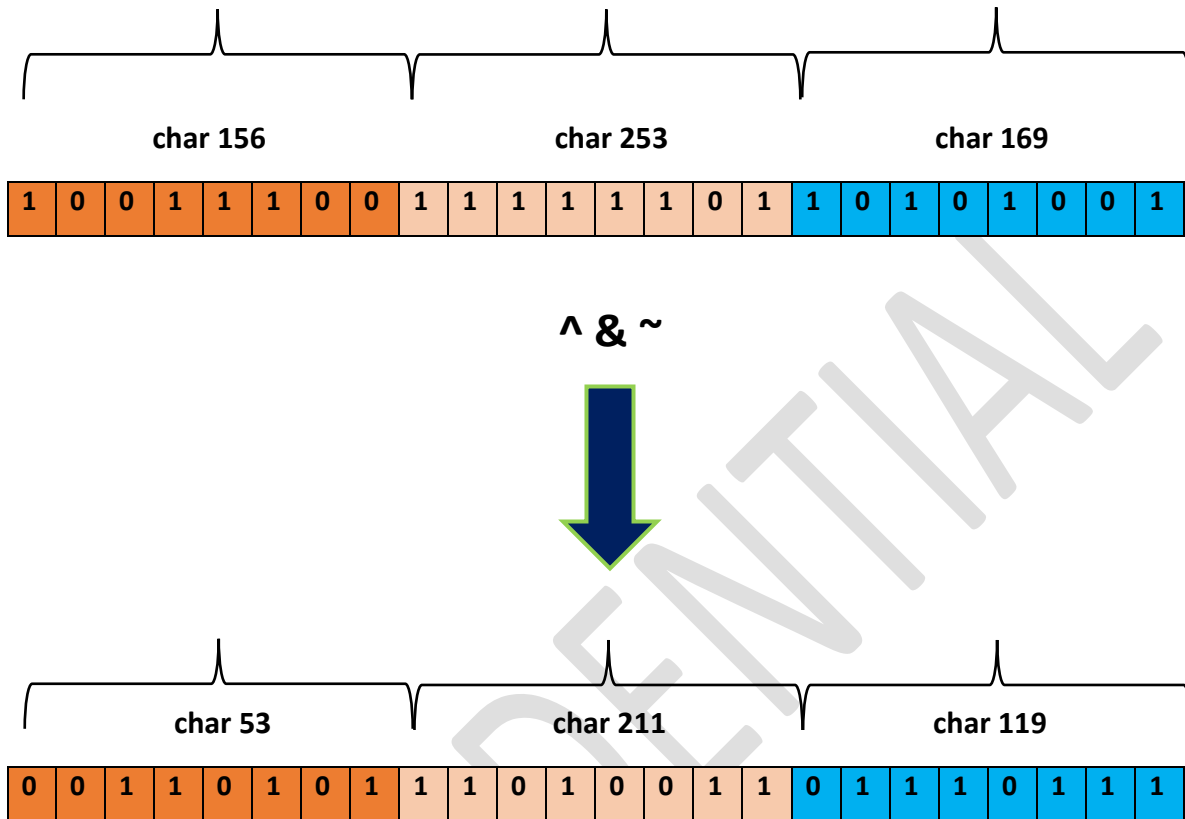 char 156 char 253 char 169
1 0 0 1 1 1 0 0 1 1 1 1 1 1 0 1 1 0 1 0 1 0 0 1
^ & ~
DENTIAL
char 53 char 211 char 119
0 0 1 1 0 1 0 1 1 1 0 1 0 0 1 1 0 1 1 1 0 1 1 1